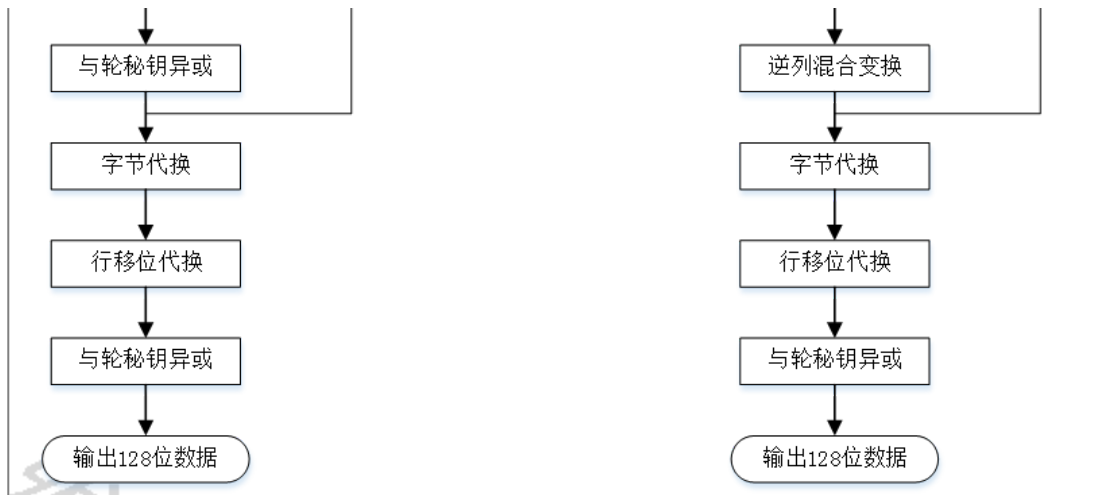 与轮秘钥异或
字节代换
行移位代换
与轮秘钥异或
输出128位数据
逆列混合变换
字节代换
行移位代换
与轮秘钥异或
输出128位数据